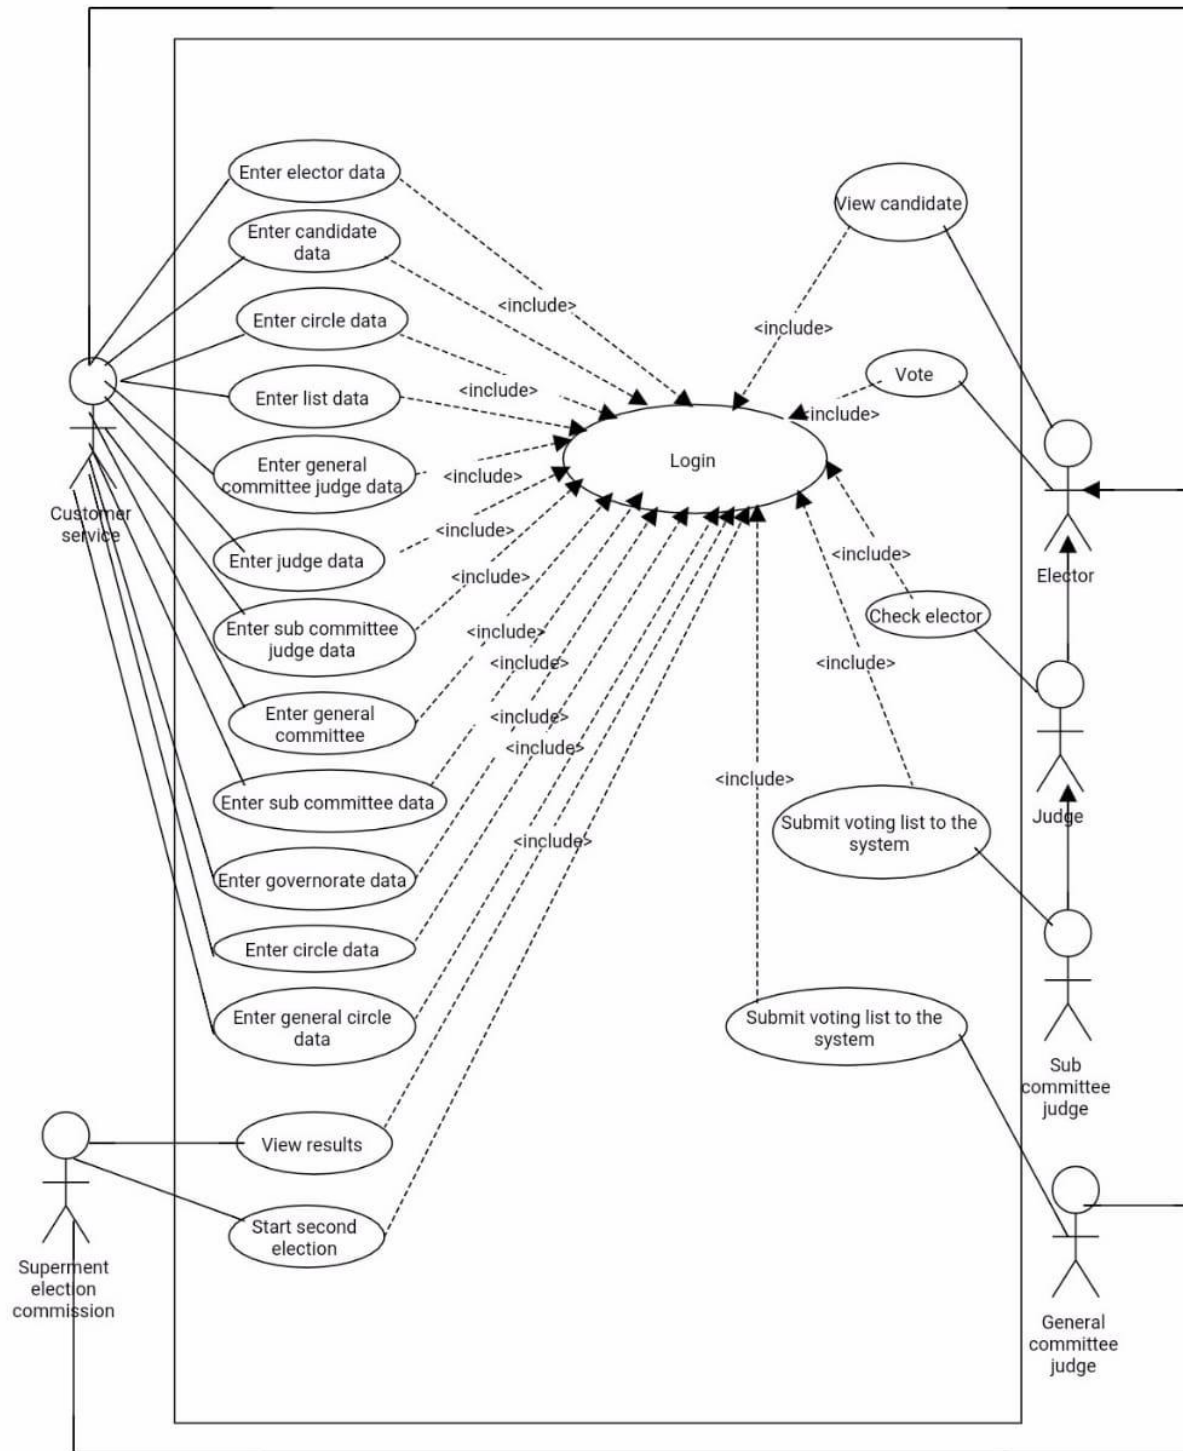 Enter elector data
Enter candidate
data
Enter circle data
Enter list data
Enter general
committee judge data
Enter judge data
Enter sub committee
judge data
Enter general
committee
Enter sub committee data
Enter governorate data
Enter circle data
Enter general circle
data
View results
Start second
election
Customer
service
Superment
election
commission
<include>
<include>
<include>
<include>
<include>
<include>
<include>
<include>
<include>
<include>
Login
View candidate
<include>
Vote
<include>
<include>
Check elector
<include>
Submit voting list to the
system
<include>
Submit voting list to the
system
Elector
Judge
Sub
committee
judge
General
committee
judge